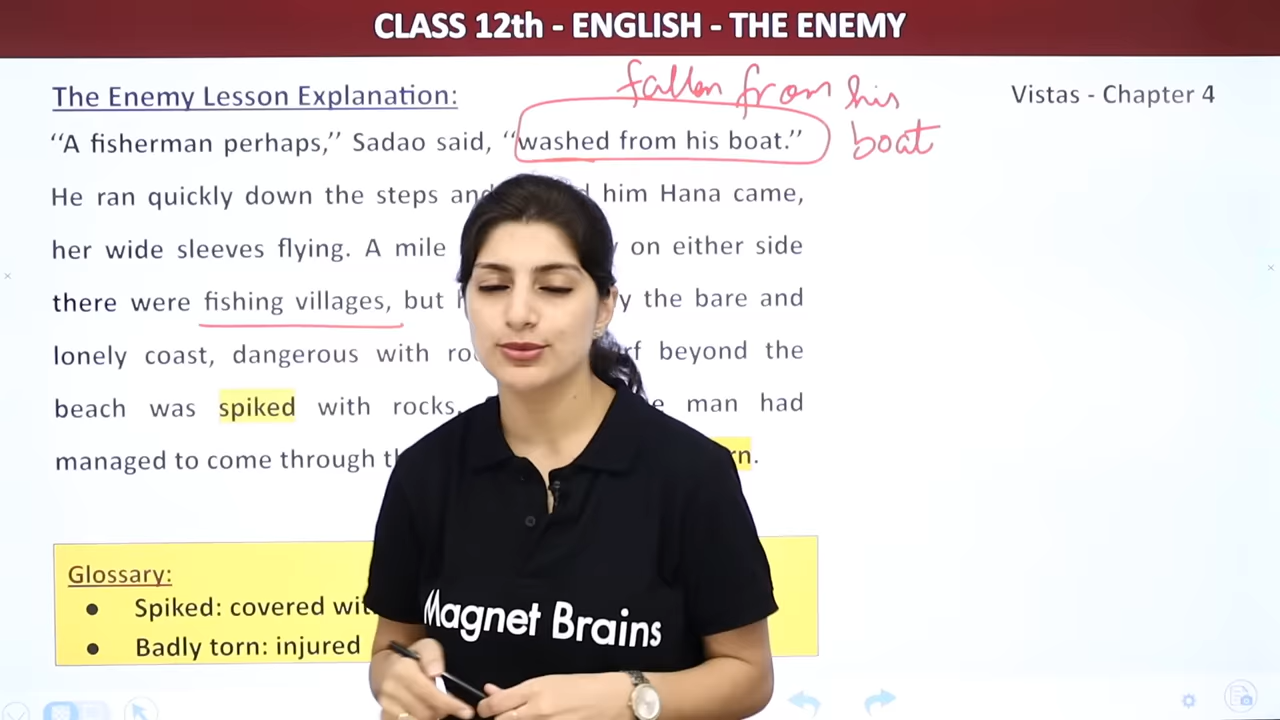 CLASS 12th - ENGLISH - THE ENEMY
The Enemy Lesson Explanation:
fallen from his
boat
Vistas - Chapter 4
“A fisherman perhaps,” Sadao said, “washed from his boat.”
He ran quickly down the steps and him Hana came,
her wide sleeves flying. A mile on either side
there were fishing villages, but the bare and
lonely coast, dangerous with beyond the
beach was spiked with rocks. man had
managed to come through
Glossary:
● Spiked: covered
● Badly torn: injured
Magnet Brains